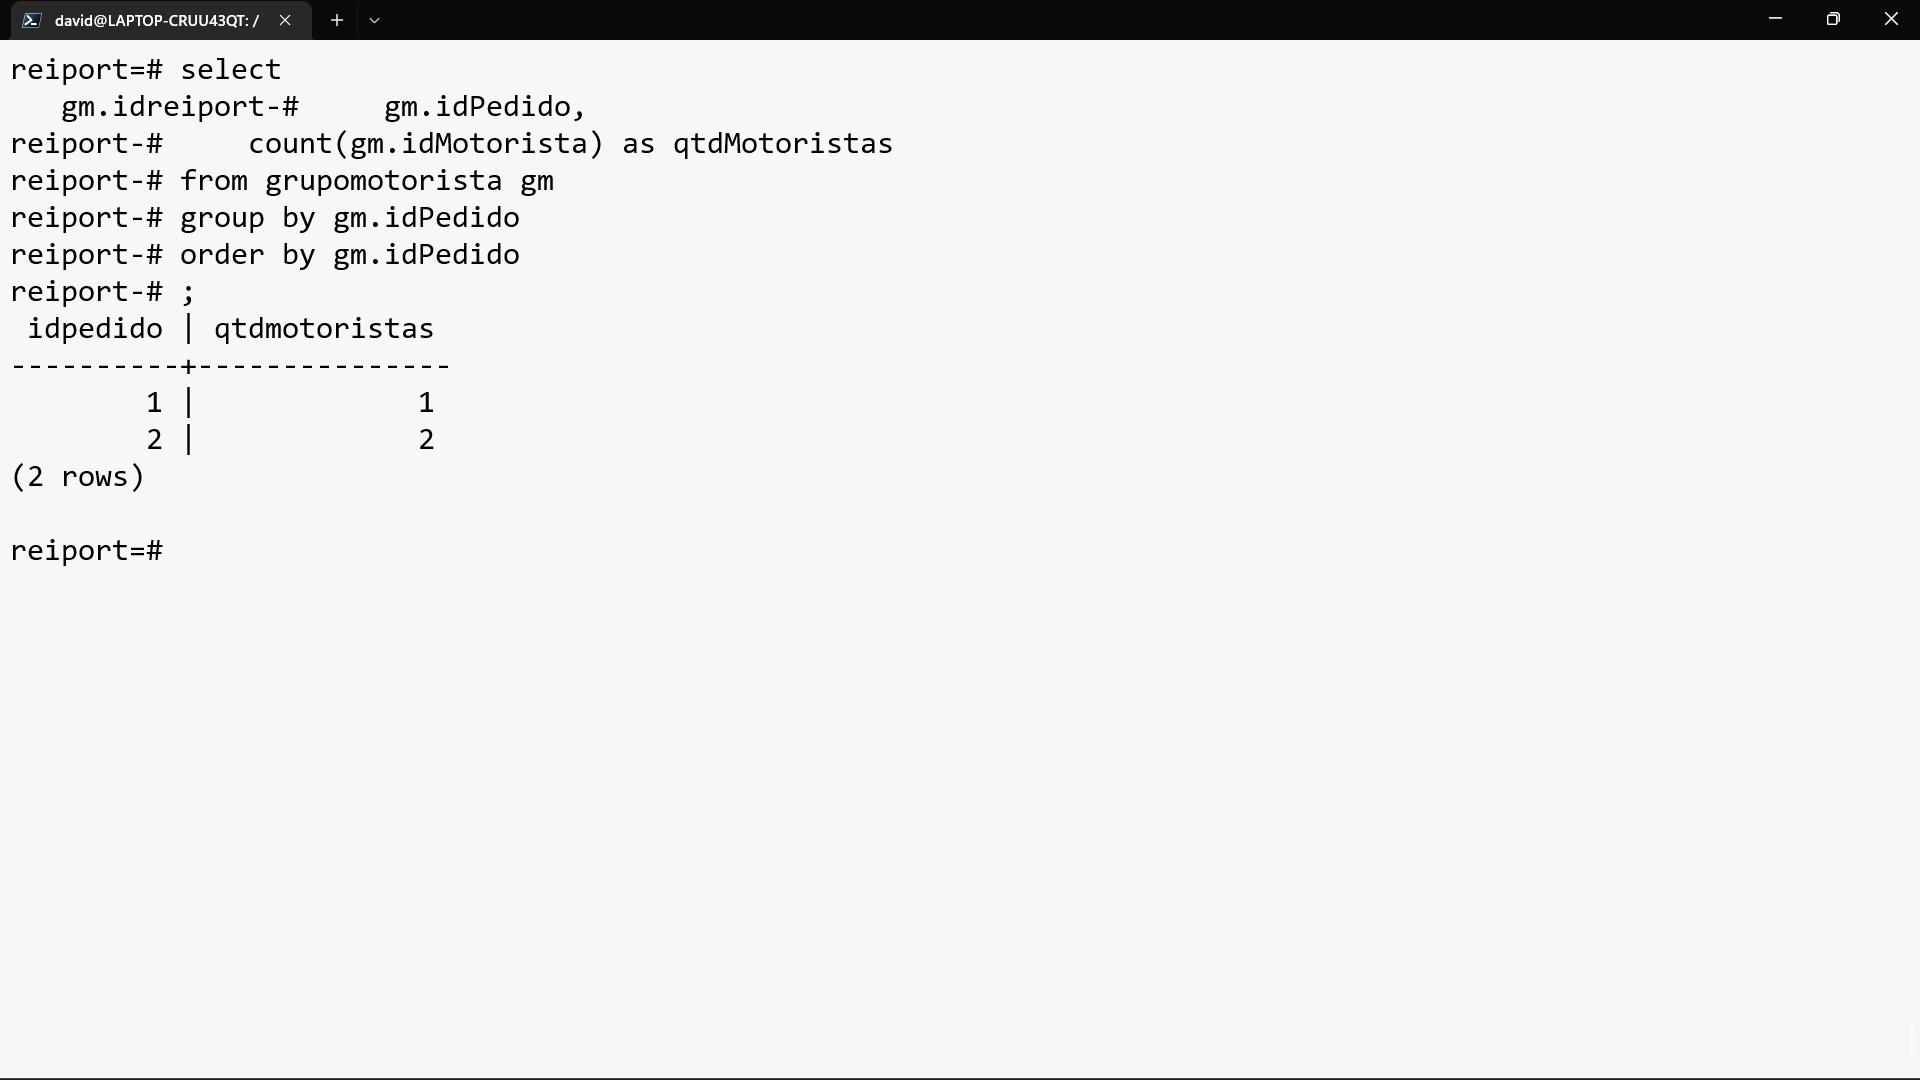 david@LAPTOP-CRUU43QT: /
reiport=# select
   gm.idreiport-#     gm.idPedido,
reiport-#     count(gm.idMotorista) as qtdMotoristas
reiport-# from grupomotorista gm
reiport-# group by gm.idPedido
reiport-# order by gm.idPedido
reiport-# ;
 idpedido | qtdmotoristas
----------+---------------
        1 |             1
        2 |             2
(2 rows)
reiport=#